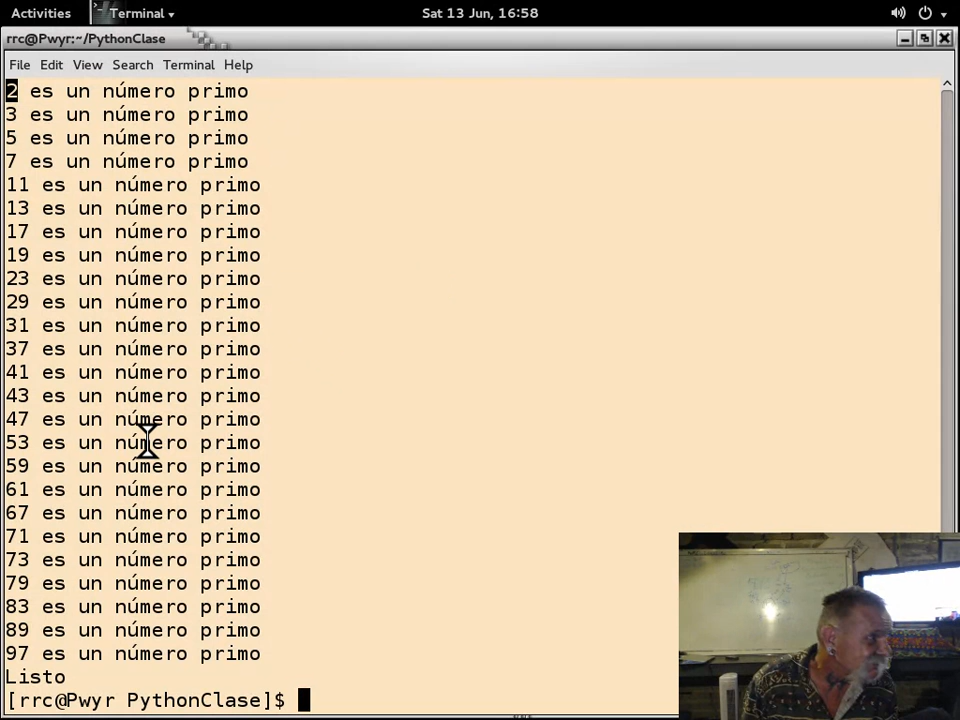 Activities Terminal Sat 13 Jun, 16:58
rrc@Pwyr:~/PythonClase
File Edit View Search Terminal Help
2 es un número primo
3 es un número primo
5 es un número primo
7 es un número primo
11 es un número primo
13 es un número primo
17 es un número primo
19 es un número primo
23 es un número primo
29 es un número primo
31 es un número primo
37 es un número primo
41 es un número primo
43 es un número primo
47 es un número primo
53 es un número primo
59 es un número primo
61 es un número primo
67 es un número primo
71 es un número primo
73 es un número primo
79 es un número primo
83 es un número primo
89 es un número primo
97 es un número primo
Listo
[rrc@Pwyr PythonClase]$